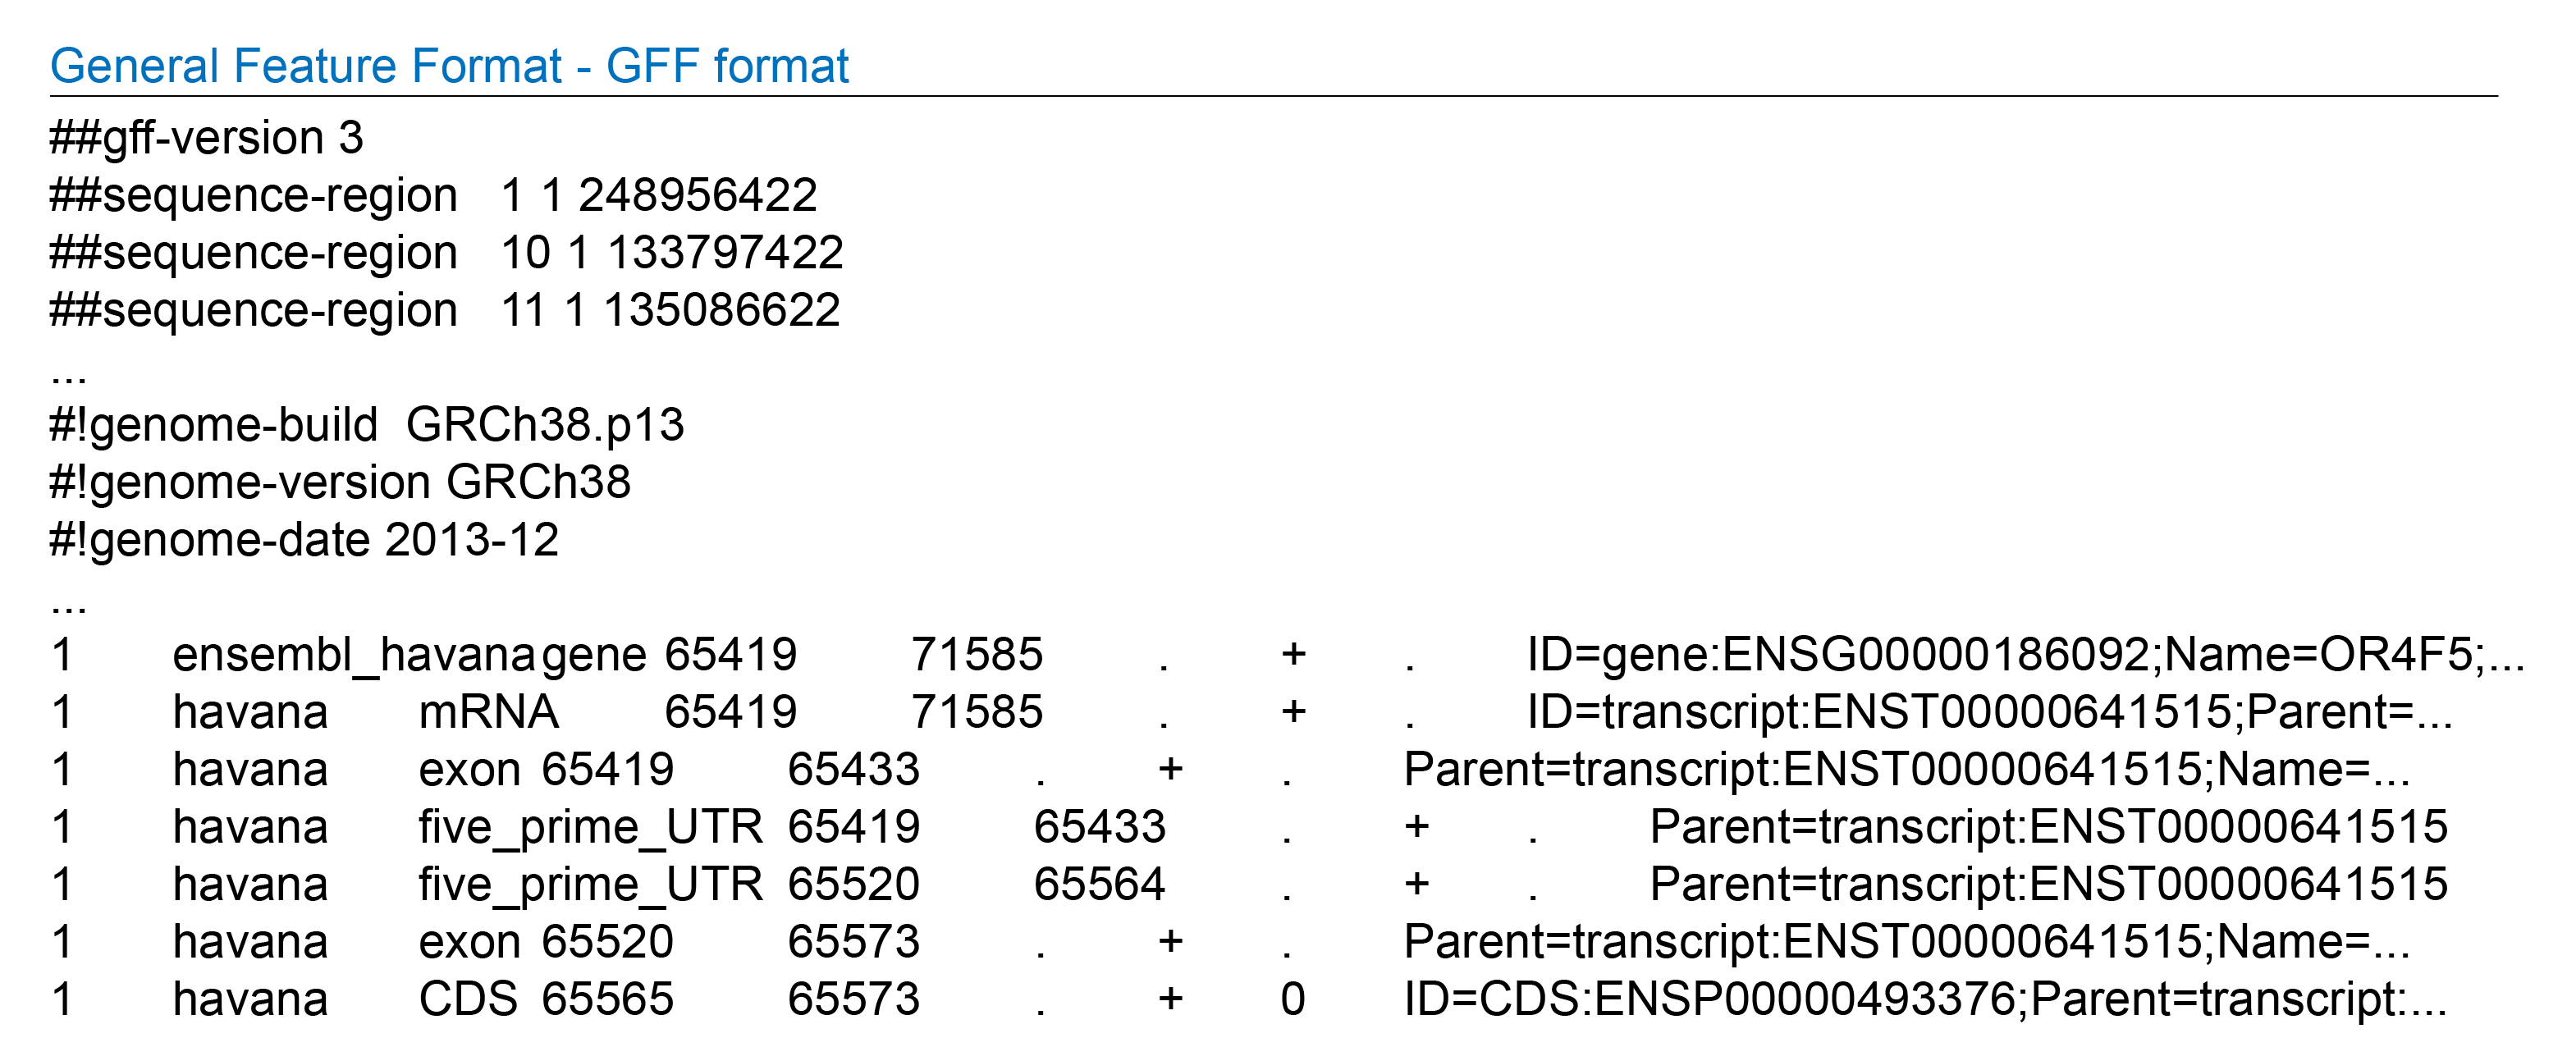 General Feature Format - GFF format
##gff-version 3
##sequence-region   1 1 248956422
##sequence-region   10 1 133797422
##sequence-region   11 1 135086622
...
#!genome-build  GRCh38.p13
#!genome-version GRCh38
#!genome-date 2013-12
...
1	ensembl_havana	gene	65419	71585	.	+	.	ID=gene:ENSG00000186092;Name=OR4F5;...
1	havana	mRNA	65419	71585	.	+	.	ID=transcript:ENST00000641515;Parent=...
1	havana	exon	65419	65433	.	+	.	Parent=transcript:ENST00000641515;Name=...
1	havana	five_prime_UTR	65419	65433	.	+	.	Parent=transcript:ENST00000641515
1	havana	five_prime_UTR	65520	65564	.	+	.	Parent=transcript:ENST00000641515
1	havana	exon	65520	65573	.	+	.	Parent=transcript:ENST00000641515;Name=...
1	havana	CDS	65565	65573	.	+	0	ID=CDS:ENSP00000493376;Parent=transcript:...